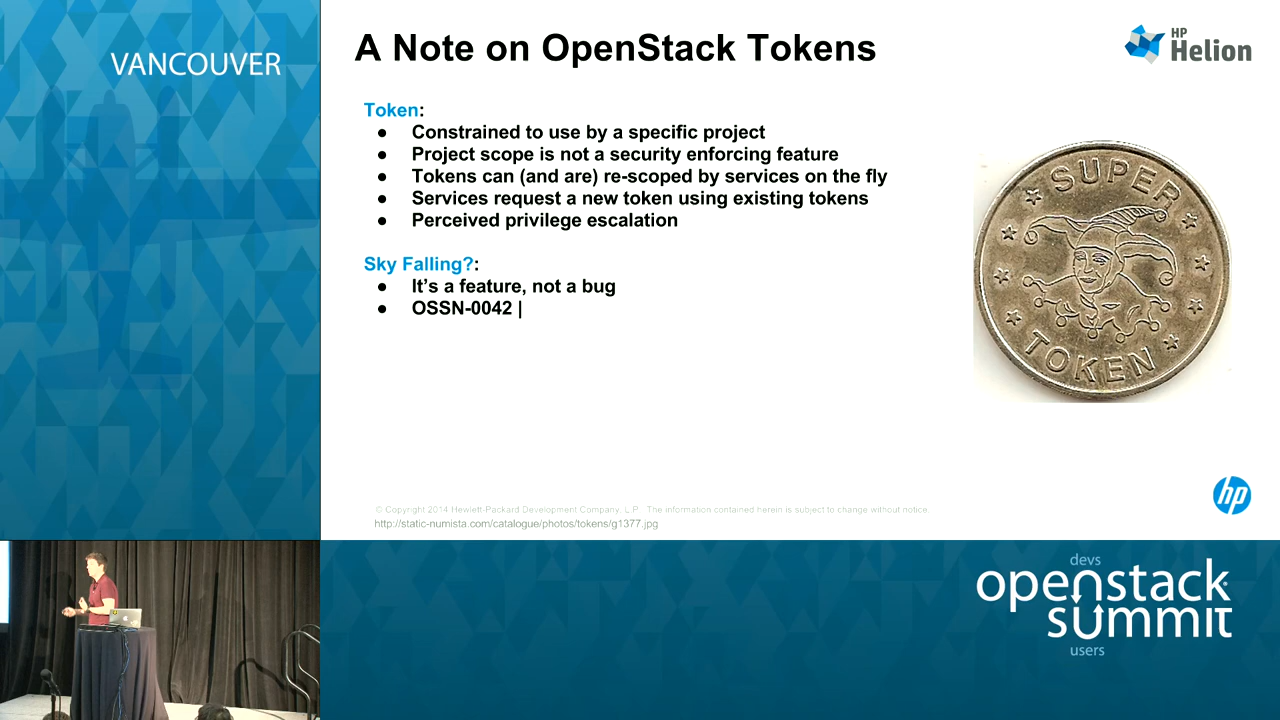 VANCOUVER
A Note on OpenStack Tokens
HP
Helion
Token:
● Constrained to use by a specific project
● Project scope is not a security enforcing feature
● Tokens can (and are) re-scoped by services on the fly
● Services request a new token using existing tokens
● Perceived privilege escalation
Sky Falling?:
● It’s a feature, not a bug
● OSSN-0042 |
SUPER
TOKEN
hp
© Copyright 2014 Hewlett-Packard Development Company, L.P. The information contained herein is subject to change without notice.
http://static-numista.com/catalogue/photos/tokens/g1377.jpg
devs
openstack
summit
users